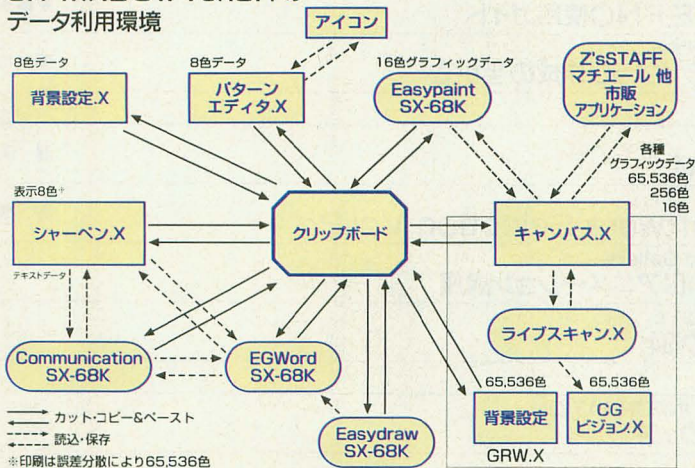 データ利用環境
アイコン
8色データ
背景設定.X
8色データ
パターン
エディタ.X
16色グラフィックデータ
Easypaint
SX-68K
Z'sSTAFF
マチエール 他
市販
アプリケーション
各種
グラフィックデータ
65,536色
256色
16色
表示8色+
シャーペン.X
クリップボード
キャンバス.X
テキストデータ
ライブスキャン.X
Communication
SX-68K
EGWord
SX-68K
65,536色
背景設定
65,536色
CG
ビジョン.X
GRW.X
Easydraw
SX-68K
カット・コピー&ペースト
読込・保存
※印刷は誤差分散により65,536色